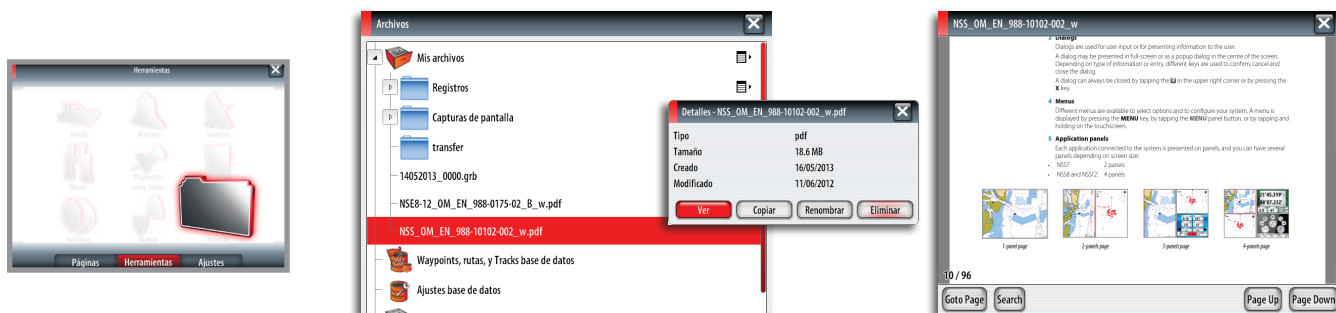 Herramientas
Barras
Alarmas
Satélites
Buscar
Waypoints,
rutas, tracks
Archivos
Páginas
Herramientas
Ajustes
Archivos
Mis archivos
Registros
Capturas de pantalla
transfer
14052013_0000.grb
NSE8-12_OM_EN_988-0175-02_B_w.pdf
NSS_OM_EN_988-10102-002_w.pdf
Waypoints, rutas, y Tracks base de datos
Ajustes base de datos
Detalles - NSS_OM_EN_988-10102-002_w.pdf
Tipo pdf
Tamaño 18.6 MB
Creado 16/05/2013
Modificado 11/06/2012
Ver Copiar Renombrar Eliminar
NSS_OM_EN_988-10102-002_w
3 Dialogs
Dialogs are used for user input or for presenting information to the user.
A dialog may be presented in full-screen or as a popup dialog in the centre of the screen.
Depending on type of information or entry, different keys are used to confirm, cancel and
close the dialog.
A dialog can always be closed by tapping the X in the upper right corner or by pressing the
X key.
4 Menus
Different menus are available to select options and to configure your system. A menu is
displayed by pressing the MENU key, by tapping the MENU panel button, or by tapping and
holding on the touchscreen.
5 Application panels
Each application connected to the system is presented on panels, and you can have several
panels depending on screen size:
• NSS7 2 panels
• NSS8 and NSS12: 4 panels
1-panel page
2-panels page
3-panels page
4-panels page
10 / 96
Goto Page Search Page Up Page Down